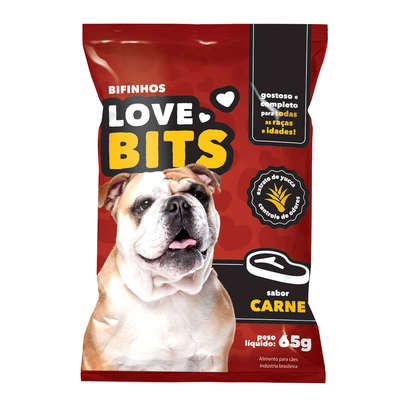 BIFINHOS
LOVE
BITS
gostoso e
completo
para todas
as raças
e idades!
extrato de yucca
controle de odores
sabor
CARNE
peso
líquido: 65g
Alimento para cães
Indústria brasileira